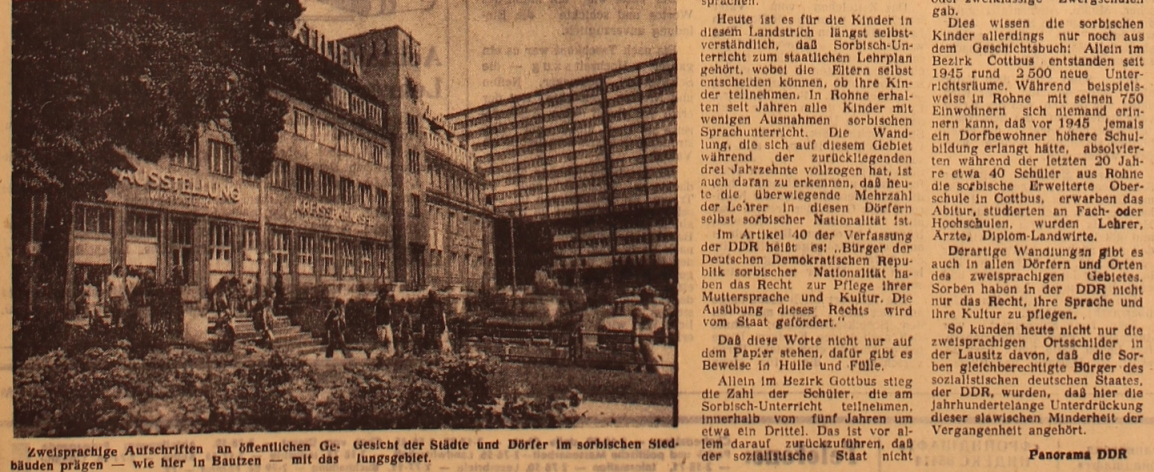 AUSSTELLUNG
Zweisprachige Aufschriften an öffentlichen Ge-
bäuden prägen — wie hier in Bautzen — mit das
Gesicht der Städte und Dörfer im sorbischen Sied-
lungsgebiet.
sprachen.
Heute ist es für die Kinder in
diesem Landstrich längst selbst-
verständlich, daß Sorbisch-Un-
terricht zum staatlichen Lehrplan
gehört, wobei die Eltern selbst
entscheiden können, ob ihre Kin-
der teilnehmen. In Rohne erhal-
ten seit Jahren alle Kinder mit
wenigen Ausnahmen sorbischen
Sprachunterricht. Die Wand-
lung, die sich auf diesem Gebiet
während der zurückliegenden
drei Jahrzehnte vollzogen hat, ist
auch daran zu erkennen, daß heu-
te die überwiegende Mehrzahl
der Lehrer in diesen Dörfern
selbst sorbischer Nationalität ist.
Im Artikel 40 der Verfassung
der DDR heißt es: „Bürger der
Deutschen Demokratischen Repu-
blik sorbischer Nationalität ha-
ben das Recht zur Pflege ihrer
Muttersprache und Kultur. Die
Ausübung dieses Rechts wird
vom Staat gefördert."
Daß diese Worte nicht nur auf
dem Papier stehen, dafür gibt es
Beweise in Hülle und Fülle.
Allein im Bezirk Gottbus stieg
die Zahl der Schüler, die am
Sorbisch-Unterricht teilnehmen,
innerhalb von fünf Jahren um
etwa ein Drittel. Das ist vor al-
lem darauf zurückzuführen, daß
der sozialistische Staat nicht
oder zweiklassige Zwergschulen
gab.
Dies wissen die sorbischen
Kinder allerdings nur noch aus
dem Geschichtsbuch: Allein im
Bezirk Cottbus entstanden seit
1945 rund 2 500 neue Unter-
richtsräume. Während beispiels-
weise in Rohne mit seinen 750
Einwohnern sich niemand erin-
nern kann, daß vor 1945 jemals
ein Dorfbewohner höhere Schul-
bildung erlangt hätte, absolvier-
ten während der letzten 20 Jah-
re etwa 40 Schüler aus Rohne
die sorbische Erweiterte Ober-
schule in Cottbus, erwarben das
Abitur, studierten an Fach- oder
Hochschulen, wurden Lehrer,
Ärzte, Diplom-Landwirte.
Derartige Wandlungen gibt es
auch in allen Dörfern und Orten
des zweisprachigen Gebietes.
Sorben haben in der DDR nicht
nur das Recht, ihre Sprache und
ihre Kultur zu pflegen.
So künden heute nicht nur die
zweisprachigen Ortsschilder in
der Lausitz davon, daß die Sor-
ben gleichberechtigte Bürger des
sozialistischen deutschen Staates,
der DDR, wurden, daß hier die
jahrhundertelange Unterdrückung
dieser slawischen Minderheit der
Vergangenheit angehört.
Panorama DDR